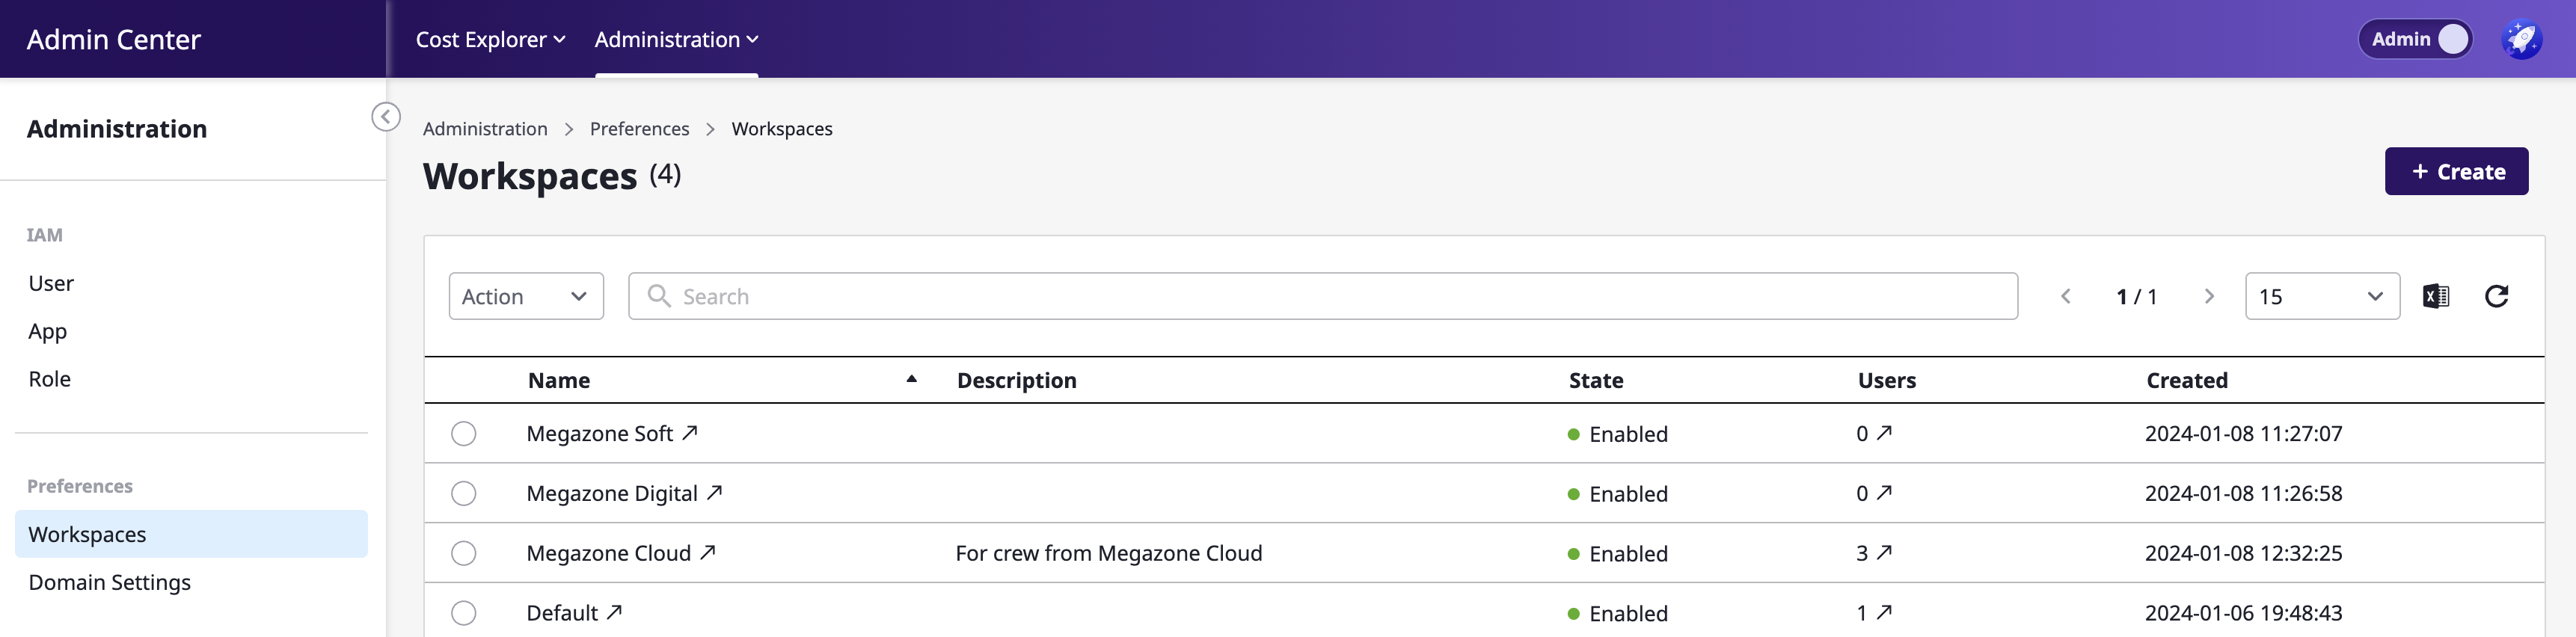 Admin Center
Cost Explorer
Administration
Admin
Administration
IAM
User
App
Role
Preferences
Workspaces
Domain Settings
Administration > Preferences > Workspaces
Workspaces (4)
+ Create
Action
Search
1 / 1
15
Name Description State Users Created
Megazone Soft Enabled 0 2024-01-08 11:27:07
Megazone Digital Enabled 0 2024-01-08 11:26:58
Megazone Cloud For crew from Megazone Cloud Enabled 3 2024-01-08 12:32:25
Default Enabled 1 2024-01-06 19:48:43